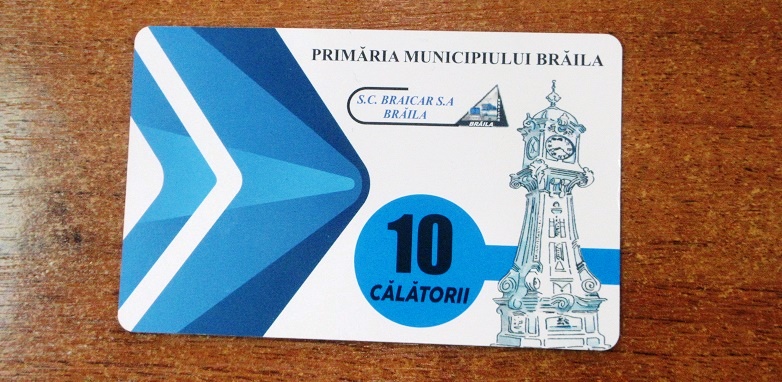 PRIMĂRIA MUNICIPIULUI BRĂILA
S.C. BRAICAR S.A
BRĂILA
BRĂILA
10
CĂLĂTORII